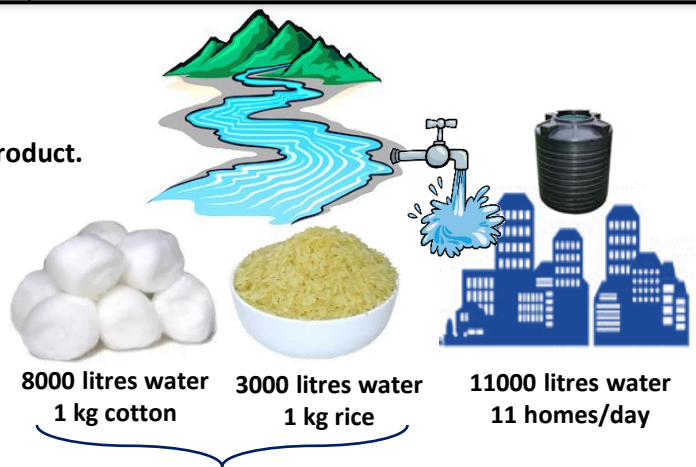 roduct.
8000 litres water
1 kg cotton
3000 litres water
1 kg rice
11000 litres water
11 homes/day